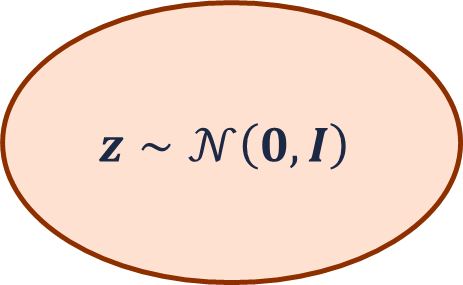 𝒛 ~ 𝒩(𝟎, 𝑰)